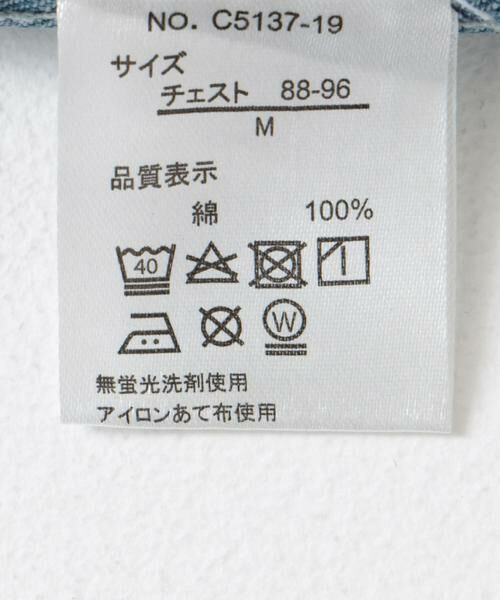 NO. C5137-19
サイズ
チェスト 88-96
M
品質表示
綿 100%
40
W
無蛍光洗剤使用
アイロンあて布使用